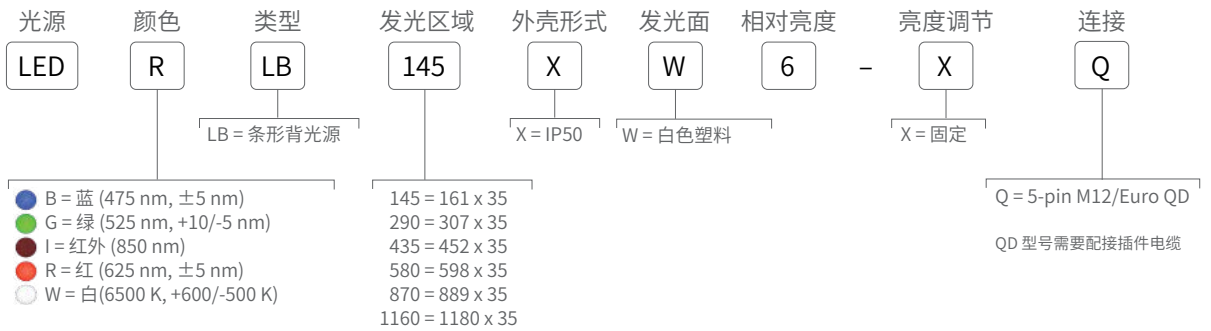 光源 颜色 类型 发光区域 外壳形式 发光面 相对亮度 亮度调节 连接
LED R LB 145 X W 6 – X Q
LB = 条形背光源 X = IP50 W = 白色塑料 X = 固定
B = 蓝 (475 nm, ±5 nm)
G = 绿 (525 nm, +10/-5 nm)
I = 红外 (850 nm)
R = 红 (625 nm, ±5 nm)
W = 白(6500 K, +600/-500 K)
145 = 161 x 35
290 = 307 x 35
435 = 452 x 35
580 = 598 x 35
870 = 889 x 35
1160 = 1180 x 35
Q = 5-pin M12/Euro QD
QD 型号需要配接插件电缆